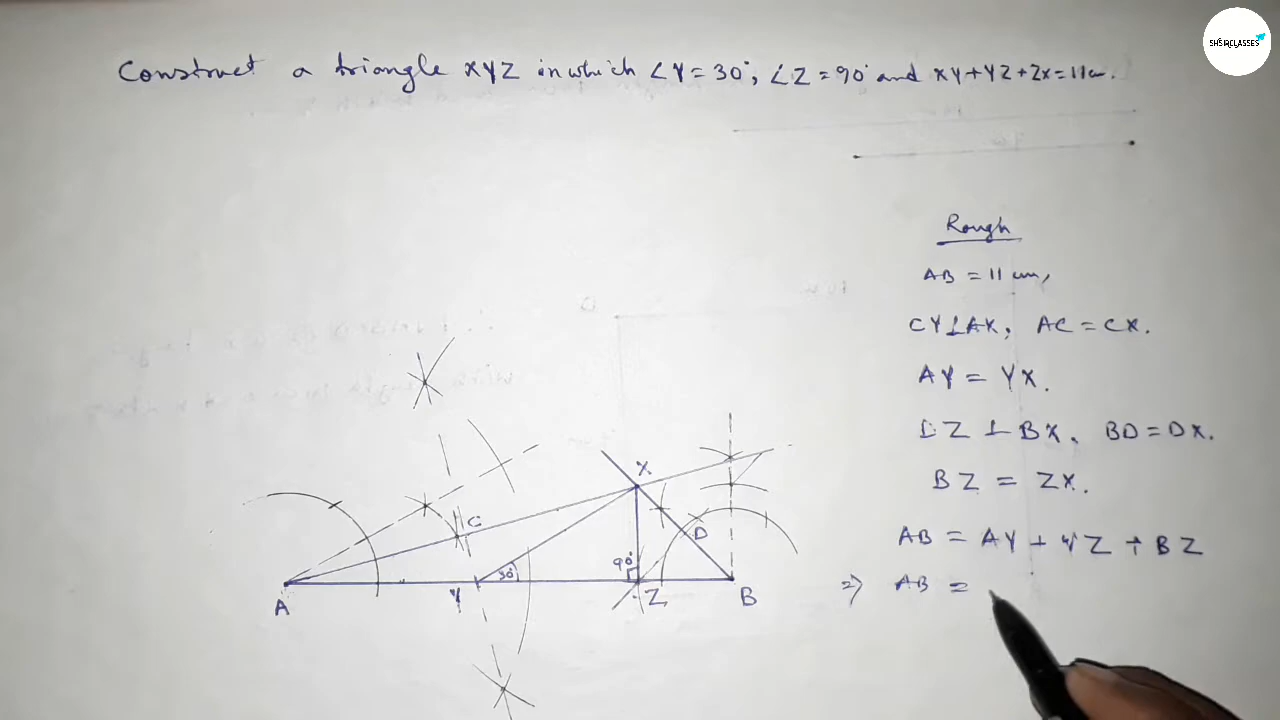 SHSIRCLASSES
Construct a triangle XYZ in which ∠Y = 30°, ∠Z = 90° and XY+YZ+ZX = 11cm.
Rough
AB = 11 cm,
CY⊥AX, AC = CX.
AY = YX.
DZ ⊥ BX, BD = DX.
BZ = ZX.
AB = AY + YZ + BZ
⇒ AB =
X
C
D
90°
30°
A
Y
Z
B